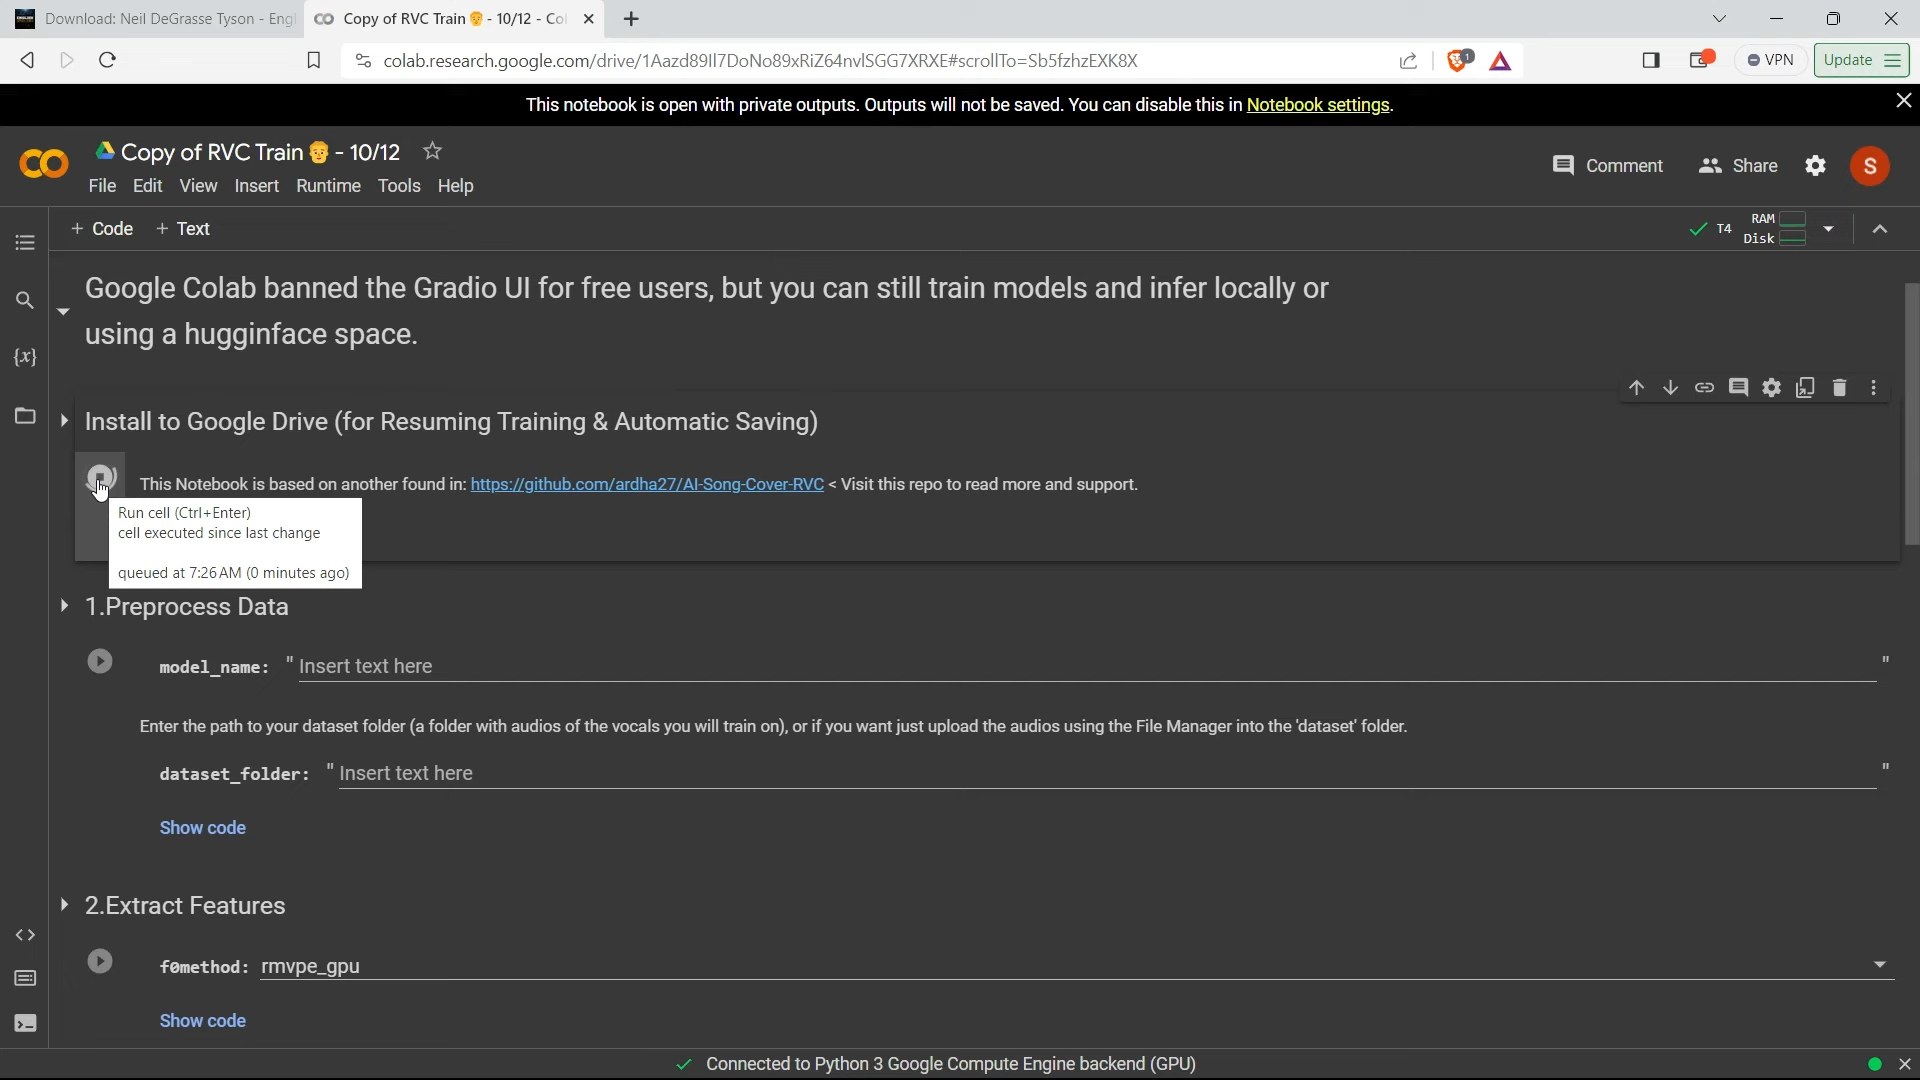 Download: Neil DeGrasse Tyson - Engl
Copy of RVC Train - 10/12 - Co
colab.research.google.com/drive/1Aazd89Il7DoNo89xRiZ64nvlSGG7XRXE#scrollTo=Sb5fzhzEXK8X
1
VPN
Update
This notebook is open with private outputs. Outputs will not be saved. You can disable this in Notebook settings.
Copy of RVC Train - 10/12
File Edit View Insert Runtime Tools Help
Comment
Share
S
+ Code + Text
T4
RAM
Disk
Google Colab banned the Gradio UI for free users, but you can still train models and infer locally or
using a hugginface space.
Install to Google Drive (for Resuming Training & Automatic Saving)
This Notebook is based on another found in: https://github.com/ardha27/AI-Song-Cover-RVC < Visit this repo to read more and support.
Run cell (Ctrl+Enter)
cell executed since last change
queued at 7:26 AM (0 minutes ago)
1.Preprocess Data
model_name: " Insert text here "
Enter the path to your dataset folder (a folder with audios of the vocals you will train on), or if you want just upload the audios using the File Manager into the 'dataset' folder.
dataset_folder: " Insert text here "
Show code
2.Extract Features
f0method: rmvpe_gpu
Show code
Connected to Python 3 Google Compute Engine backend (GPU)